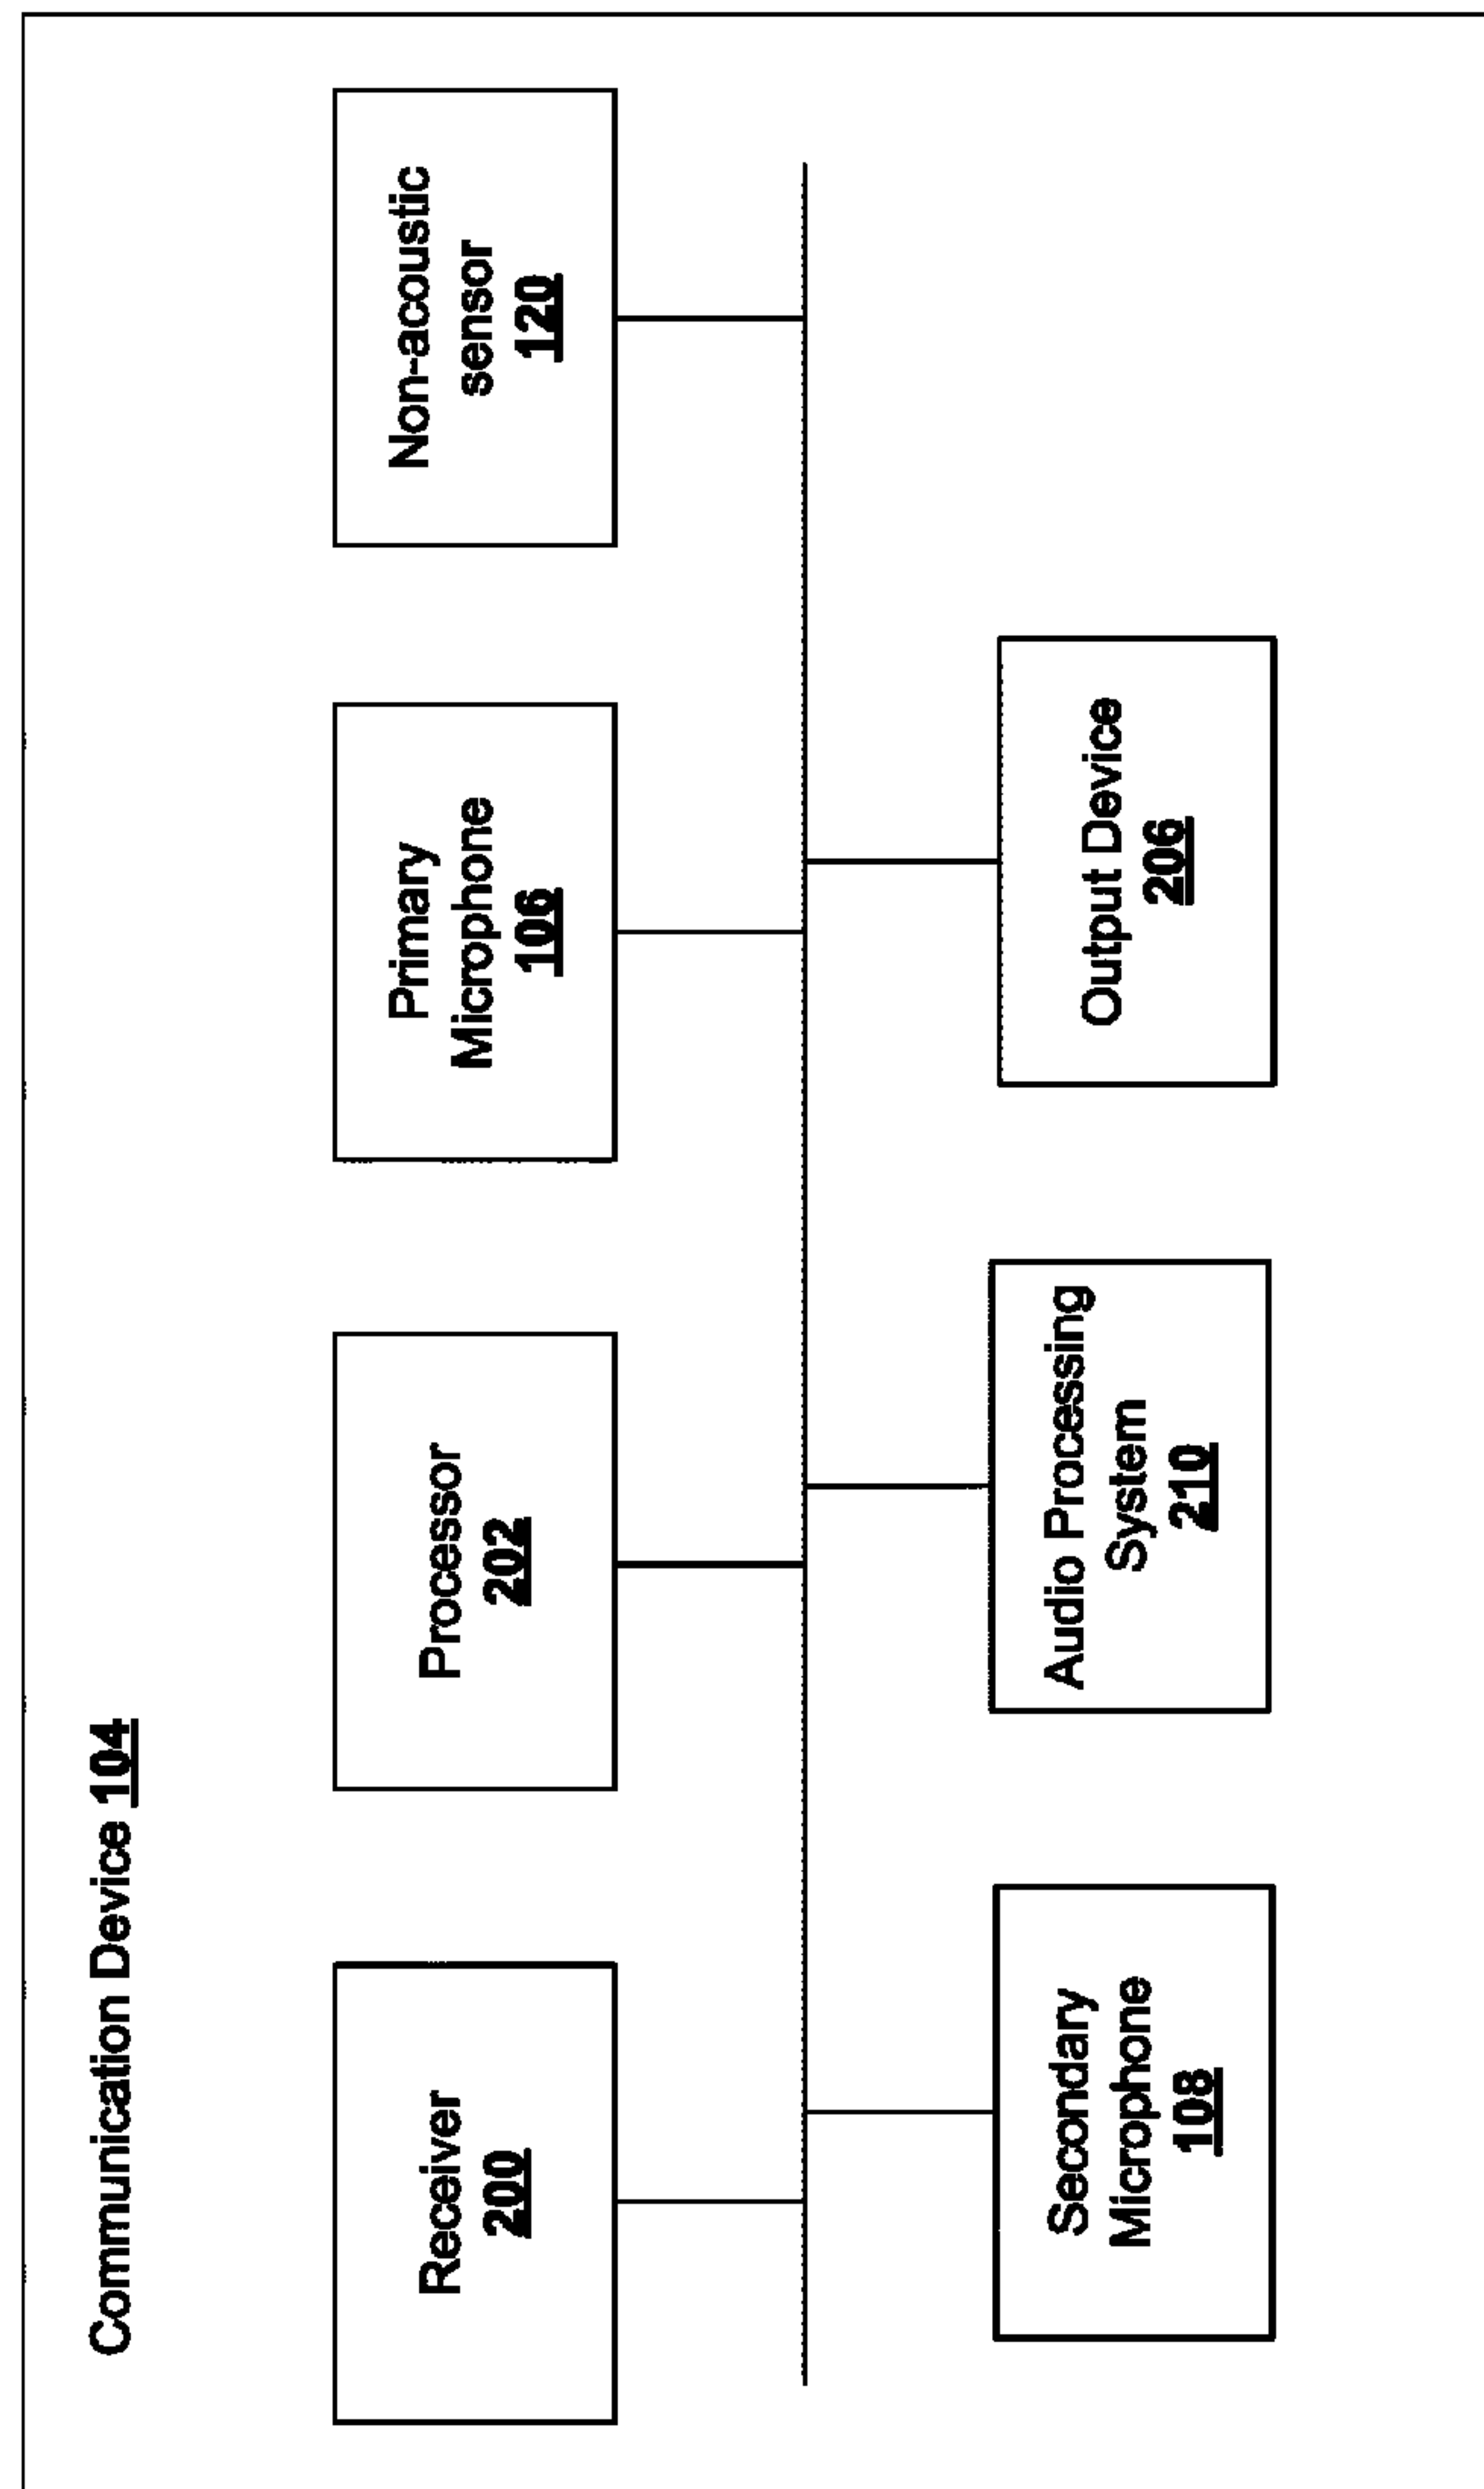 Communication Device 104
Receiver
200
Processor
202
Primary
Microphone
106
Non-acoustic
sensor
120
Secondary
Microphone
108
Audio Processing
System
210
Output Device
206